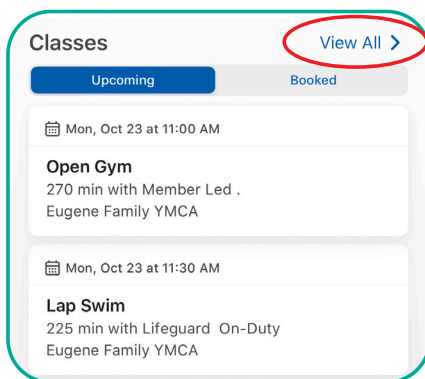 Classes
View All
Upcoming
Booked
Mon, Oct 23 at 11:00 AM
Open Gym
270 min with Member Led .
Eugene Family YMCA
Mon, Oct 23 at 11:30 AM
Lap Swim
225 min with Lifeguard On-Duty
Eugene Family YMCA